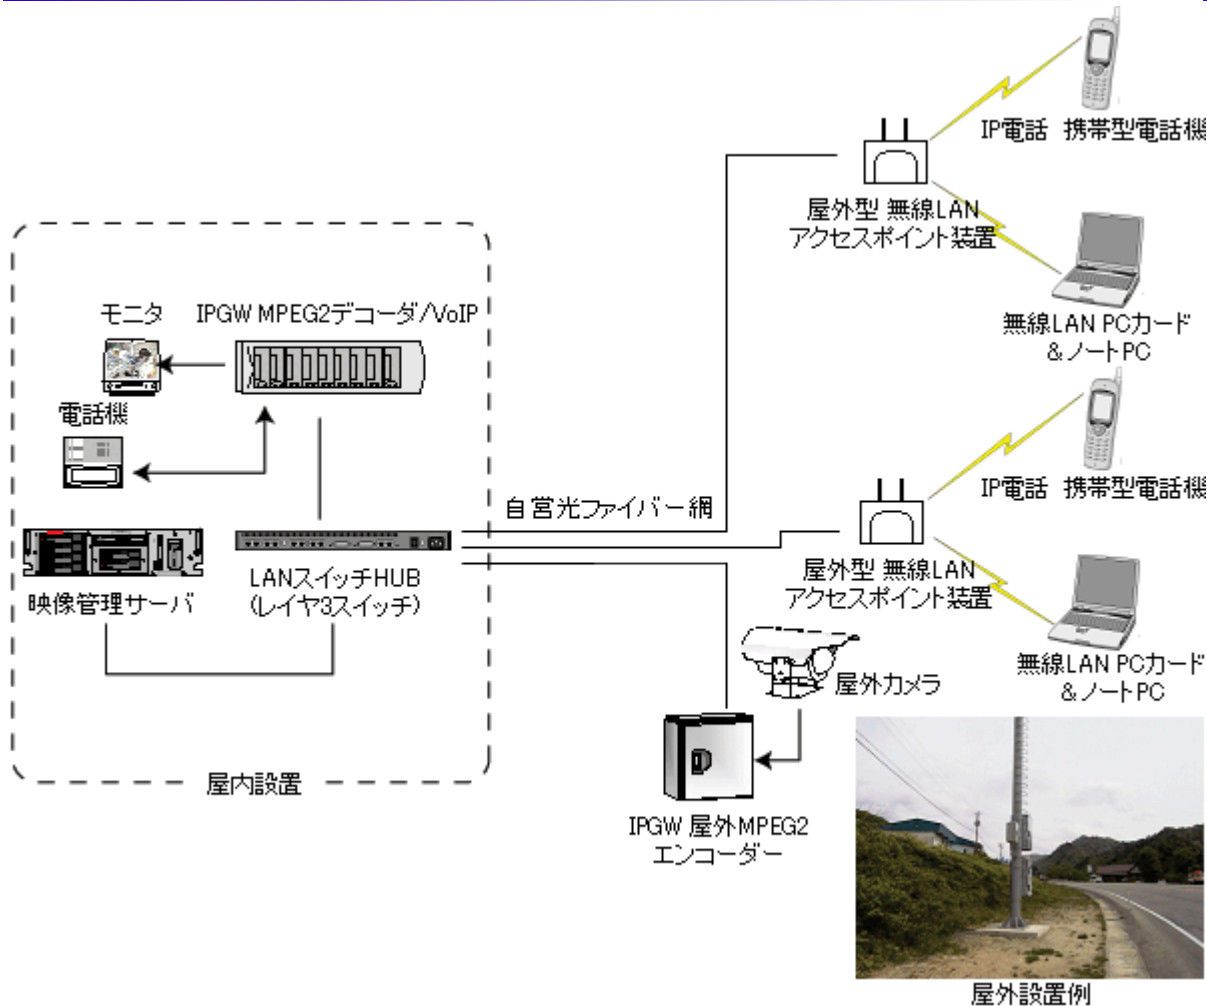 IP電話 携帯型電話機
屋外型 無線LAN
アクセスポイント装置
無線LAN PCカード
&ノートPC
モニタ
IPGW MPEG2デコーダ/VoIP
電話機
自営光ファイバー網
映像管理サーバ
LANスイッチHUB
(レイヤ3スイッチ)
屋内設置
IP電話 携帯型電話機
屋外型 無線LAN
アクセスポイント装置
無線LAN PCカード
&ノートPC
屋外カメラ
IPGW 屋外MPEG2
エンコーダー
屋外設置例